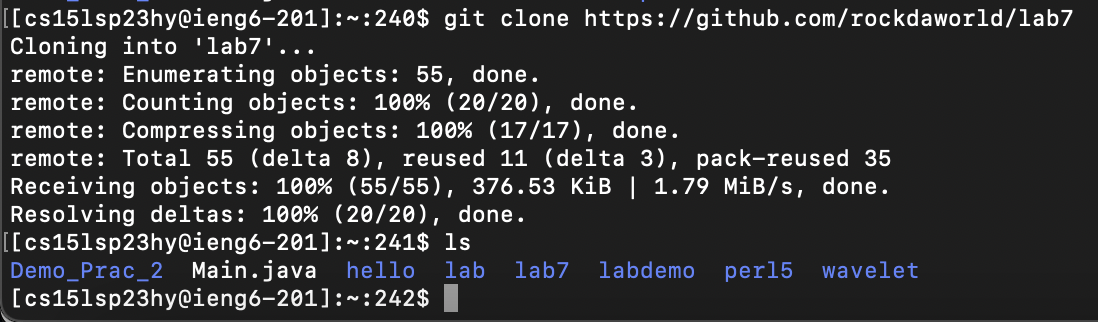 [[cs15lsp23hy@ieng6-201]:~:240$ git clone https://github.com/rockdaworld/lab7
Cloning into 'lab7'...
remote: Enumerating objects: 55, done.
remote: Counting objects: 100% (20/20), done.
remote: Compressing objects: 100% (17/17), done.
remote: Total 55 (delta 8), reused 11 (delta 3), pack-reused 35
Receiving objects: 100% (55/55), 376.53 KiB | 1.79 MiB/s, done.
Resolving deltas: 100% (20/20), done.
[[cs15lsp23hy@ieng6-201]:~:241$ ls
Demo_Prac_2  Main.java  hello  lab  lab7  labdemo  perl5  wavelet
[cs15lsp23hy@ieng6-201]:~:242$